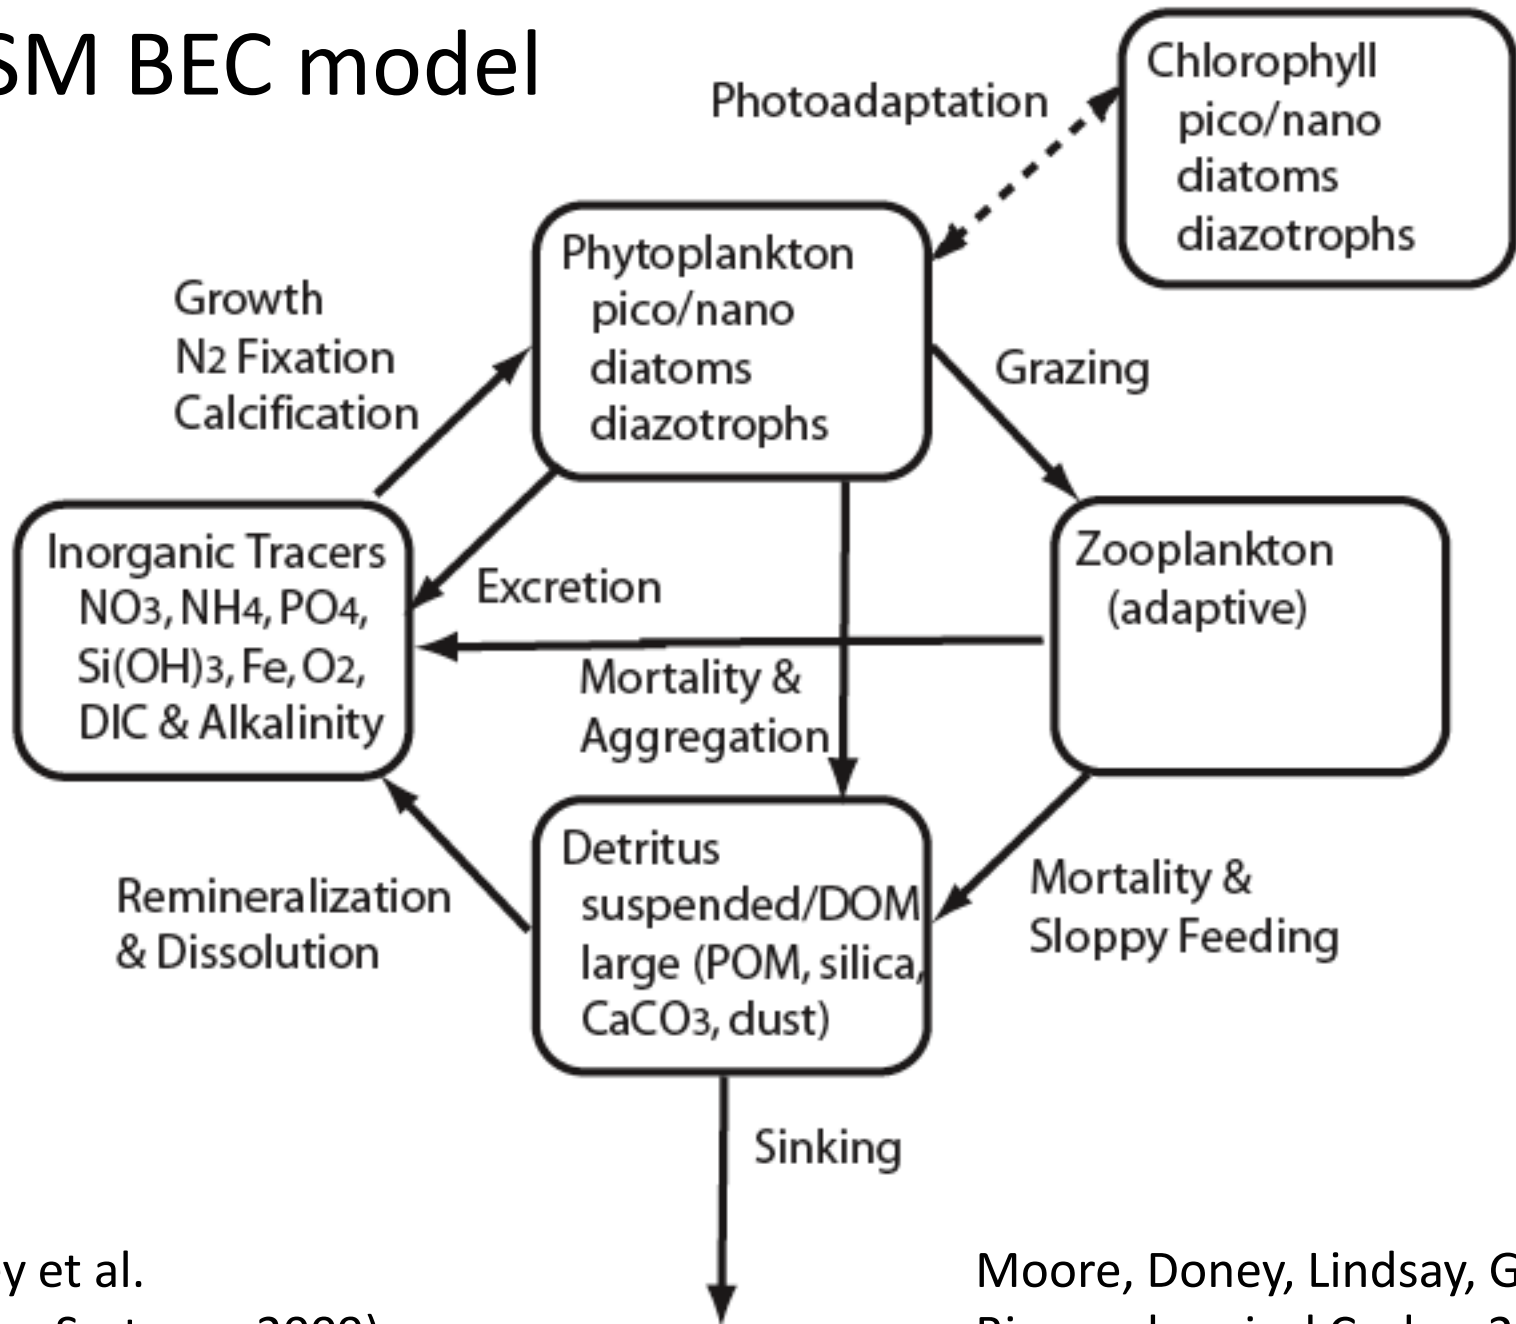 SM BEC model
Chlorophyll
pico/nano
diatoms
diazotrophs
Photoadaptation
Phytoplankton
pico/nano
diatoms
diazotrophs
Growth
N2 Fixation
Calcification
Grazing
Inorganic Tracers
NO3, NH4, PO4,
Si(OH)3, Fe, O2,
DIC & Alkalinity
Excretion
Zooplankton
(adaptive)
Mortality &
Aggregation
Detritus
suspended/DOM
large (POM, silica,
CaCO3, dust)
Remineralization
& Dissolution
Mortality &
Sloppy Feeding
Sinking
y et al.
2009)
Moore, Doney, Lindsay, G